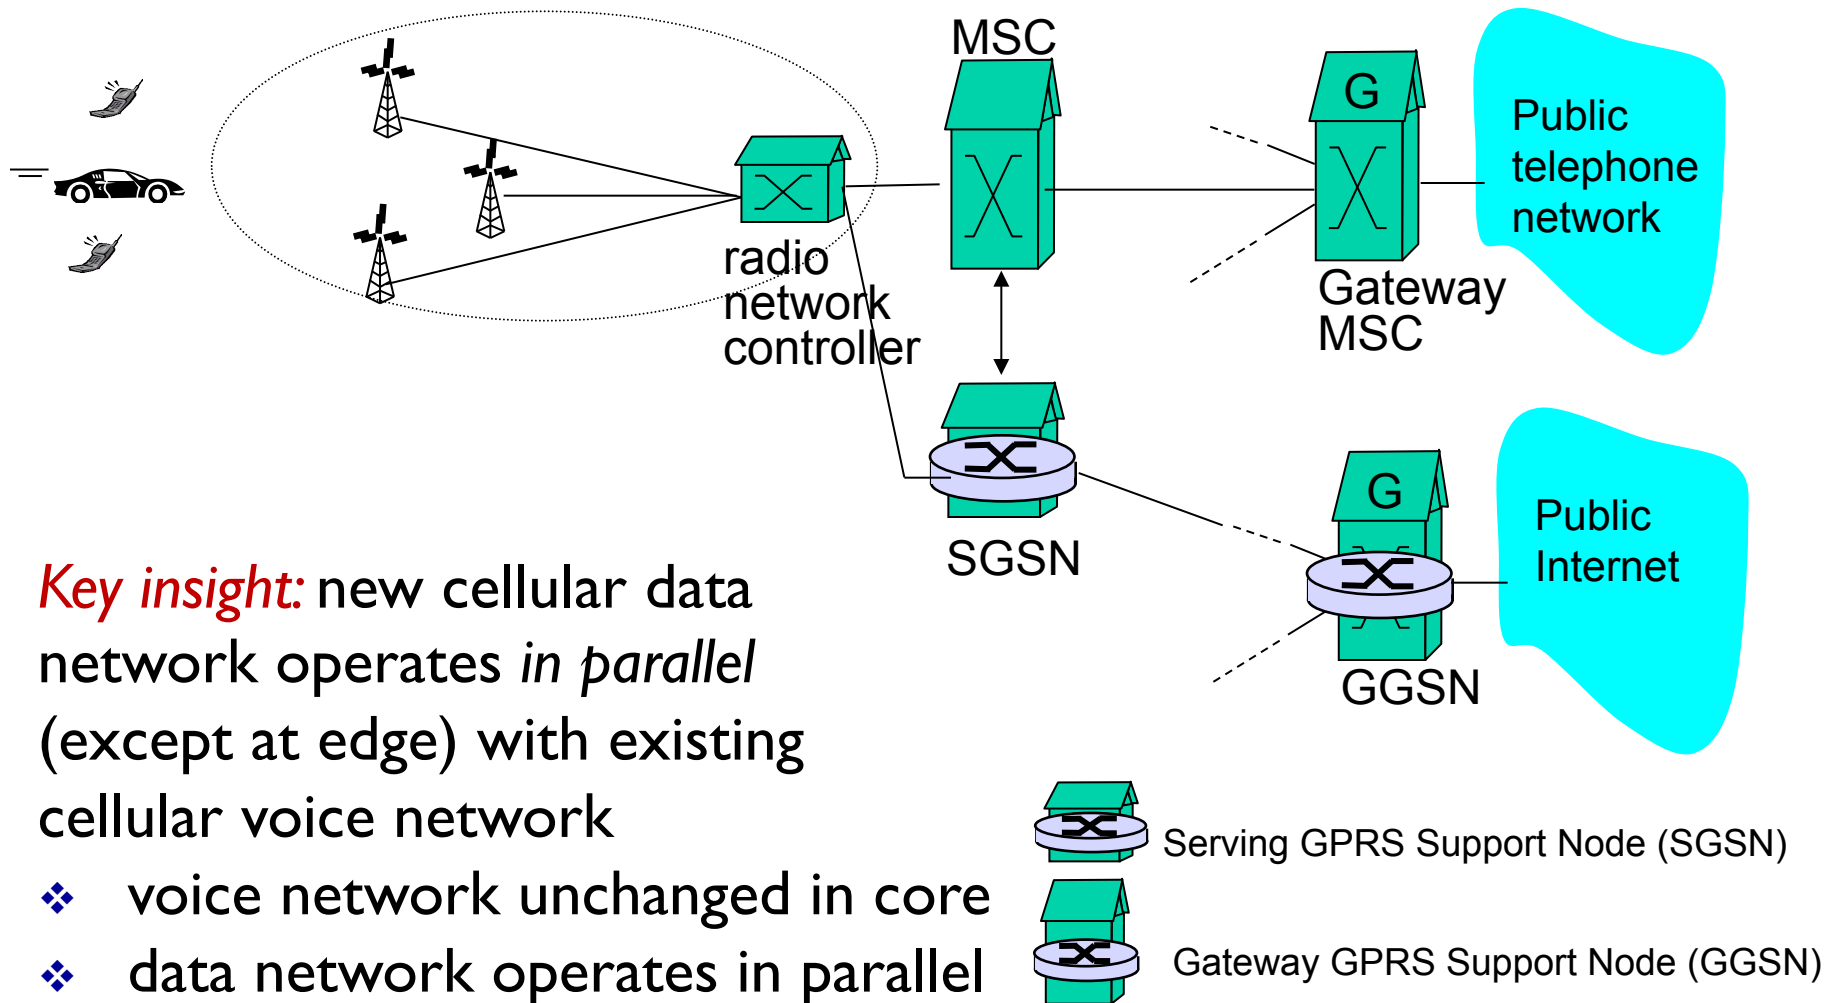 MSC
G
Public
telephone
network
radio
network
controller
Gateway
MSC
SGSN
G
Public
Internet
GGSN
Key insight: new cellular data
network operates in parallel
(except at edge) with existing
cellular voice network
❖ voice network unchanged in core
❖ data network operates in parallel
Serving GPRS Support Node (SGSN)
Gateway GPRS Support Node (GGSN)